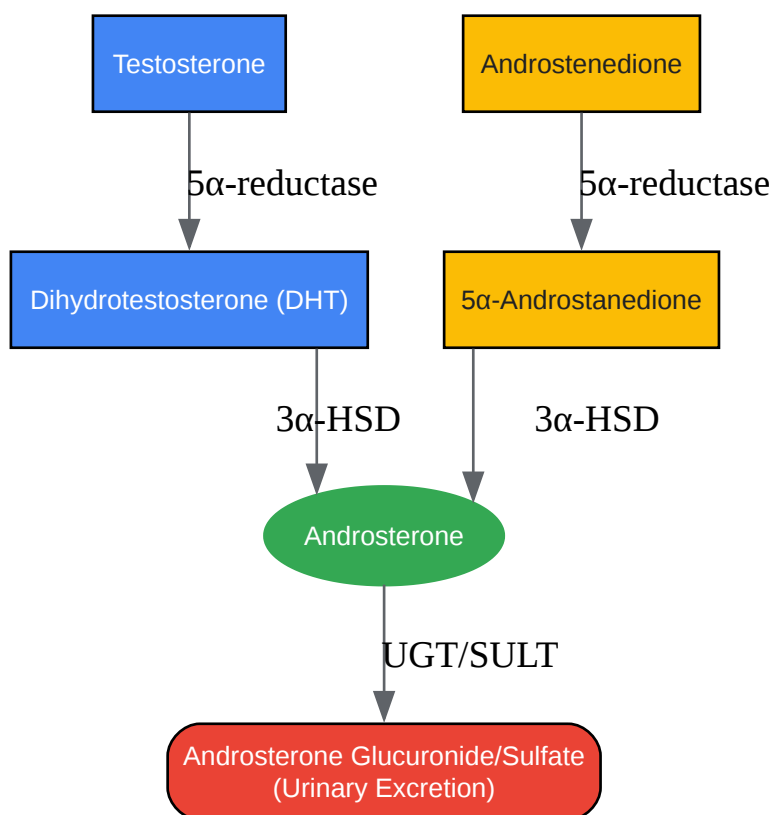 Testosterone
Androstenedione
5α-reductase
5α-reductase
Dihydrotestosterone (DHT)
5α-Androstanedione
3α-HSD
3α-HSD
Androsterone
UGT/SULT
Androsterone Glucuronide/Sulfate
(Urinary Excretion)